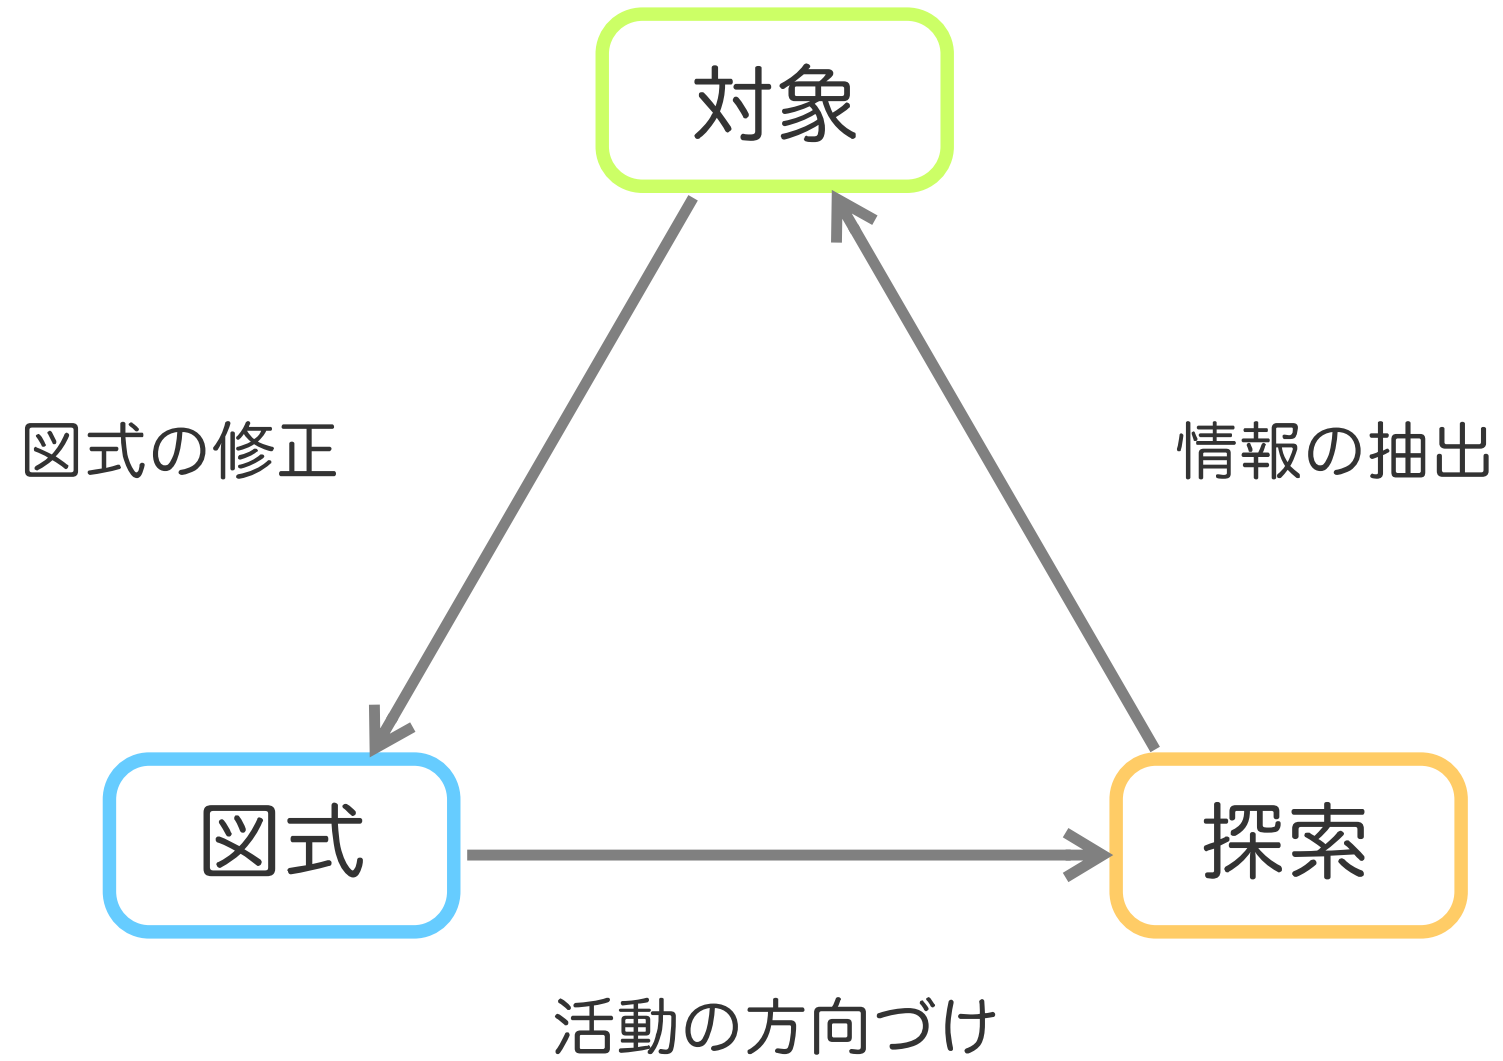 対象
図式の修正
情報の抽出
図式
探索
活動の方向づけ